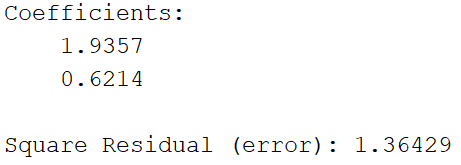 Coefficients:
1.9357
0.6214
Square Residual (error): 1.36429